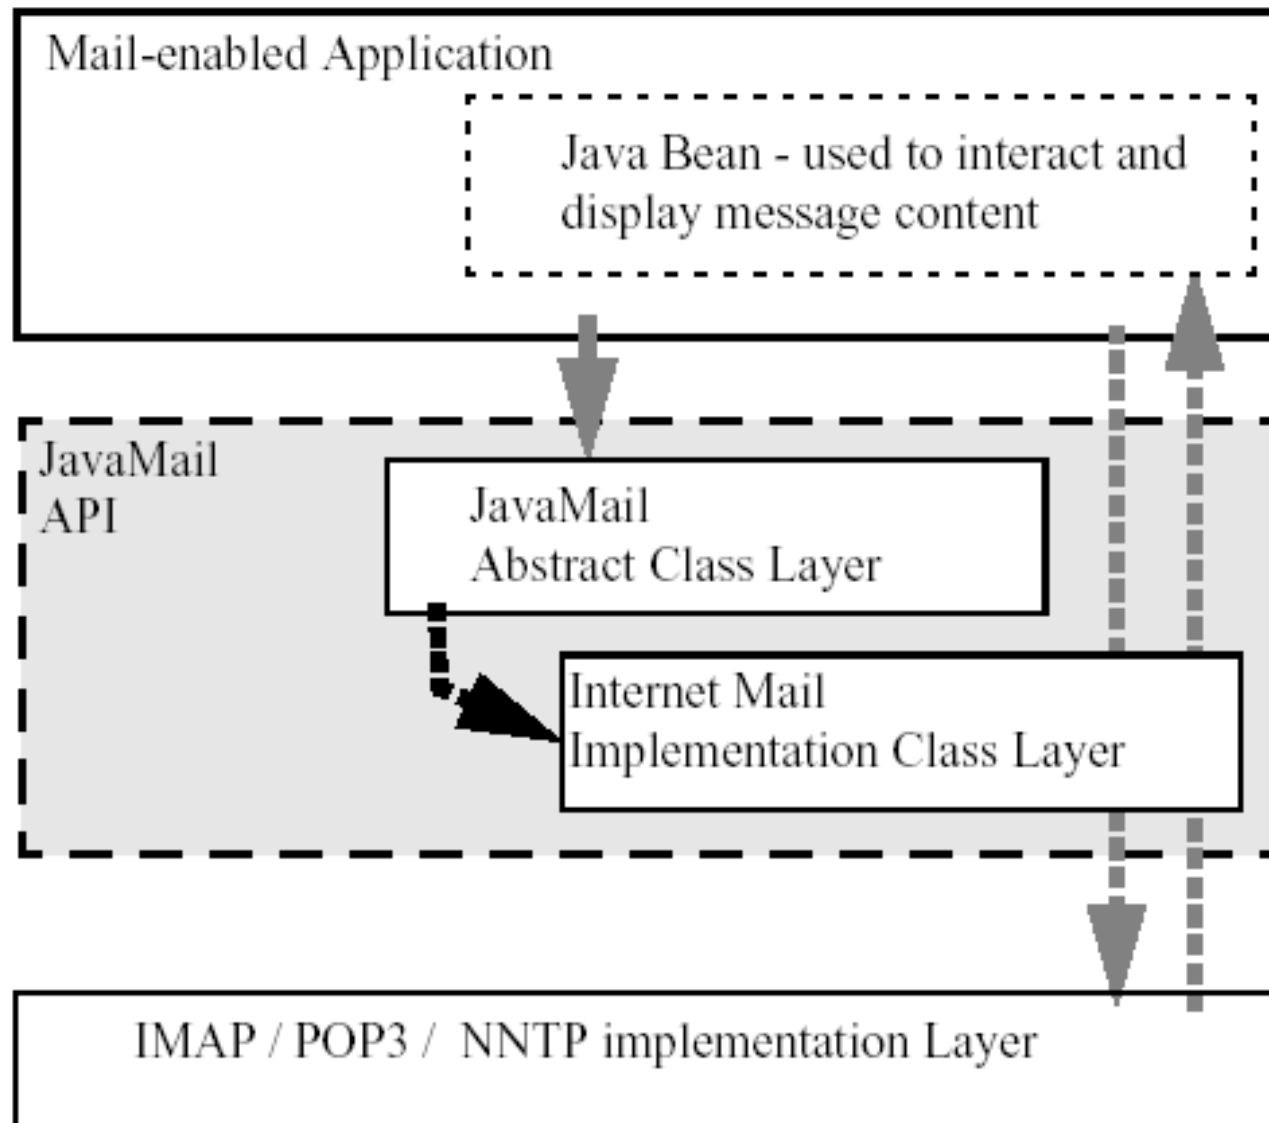 Mail-enabled Application
Java Bean - used to interact and
display message content
JavaMail
API
JavaMail
Abstract Class Layer
Internet Mail
Implementation Class Layer
IMAP / POP3 / NNTP implementation Layer